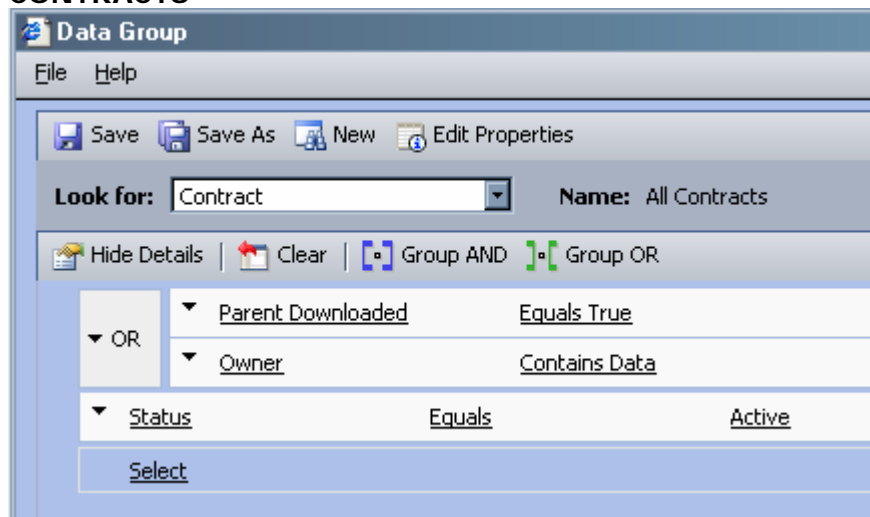 CONTRACTS
Data Group
File Help
Save Save As New Edit Properties
Look for: Contract Name: All Contracts
Hide Details | Clear | Group AND Group OR
OR
Parent Downloaded Equals True
Owner Contains Data
Status Equals Active
Select